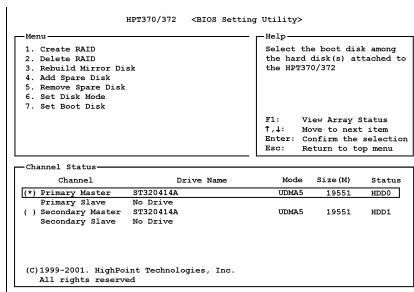 HPT370/372 <BIOS Setting Utility>
Menu
1. Create RAID
2. Delete RAID
3. Rebuild Mirror Disk
4. Add Spare Disk
5. Remove Spare Disk
6. Set Disk Mode
7. Set Boot Disk
Help
Select the boot disk among
the hard disk(s) attached to
the HPT370/372
F1: View Array Status
↑,↓: Move to next item
Enter: Confirm the selection
Esc: Return to top menu
Channel Status
Channel Drive Name Mode Size(M) Status
(*) Primary Master ST320414A UDMA5 19551 HDD0
Primary Slave No Drive
( ) Secondary Master ST320414A UDMA5 19551 HDD1
Secondary Slave No Drive
(C)1999-2001. HighPoint Technologies, Inc.
All rights reserved